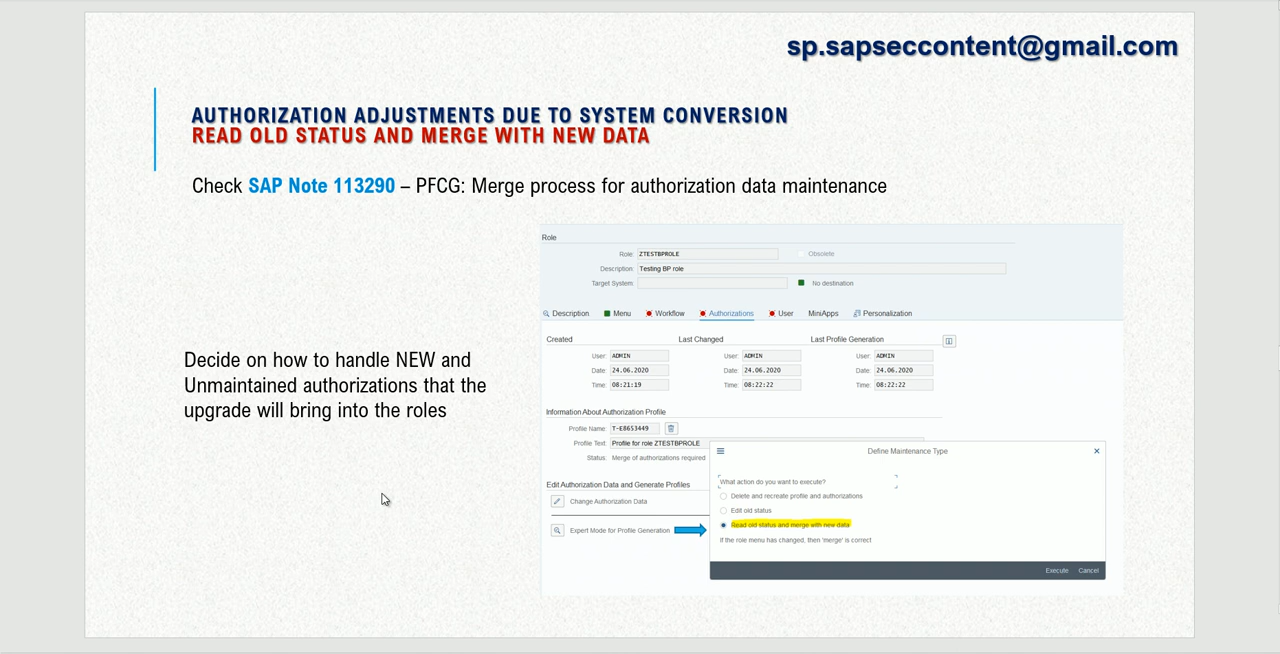 sp.sapseccontent@gmail.com
AUTHORIZATION ADJUSTMENTS DUE TO SYSTEM CONVERSION
READ OLD STATUS AND MERGE WITH NEW DATA
Check SAP Note 113290 – PFCG: Merge process for authorization data maintenance
Decide on how to handle NEW and
Unmaintained authorizations that the
upgrade will bring into the roles
Role
Role: ZTESTBPROLE Obsolete
Description: Testing BP role
Target System: No destination
Description Menu Workflow Authorizations User MiniApps Personalization
Created Last Changed Last Profile Generation
User: ADMIN User: ADMIN User: ADMIN
Date: 24.06.2020 Date: 24.06.2020 Date: 24.06.2020
Time: 08:21:19 Time: 08:22:22 Time: 08:22:22
Information About Authorization Profile
Profile Name: T-E8653449
Profile Text: Profile for role ZTESTBPROLE
Status: Merge of authorizations required
Edit Authorization Data and Generate Profiles
Change Authorization Data
Expert Mode for Profile Generation
Define Maintenance Type
What action do you want to execute?
Delete and recreate profile and authorizations
Edit old status
Read old status and merge with new data
If the role menu has changed, then 'merge' is correct
Execute Cancel